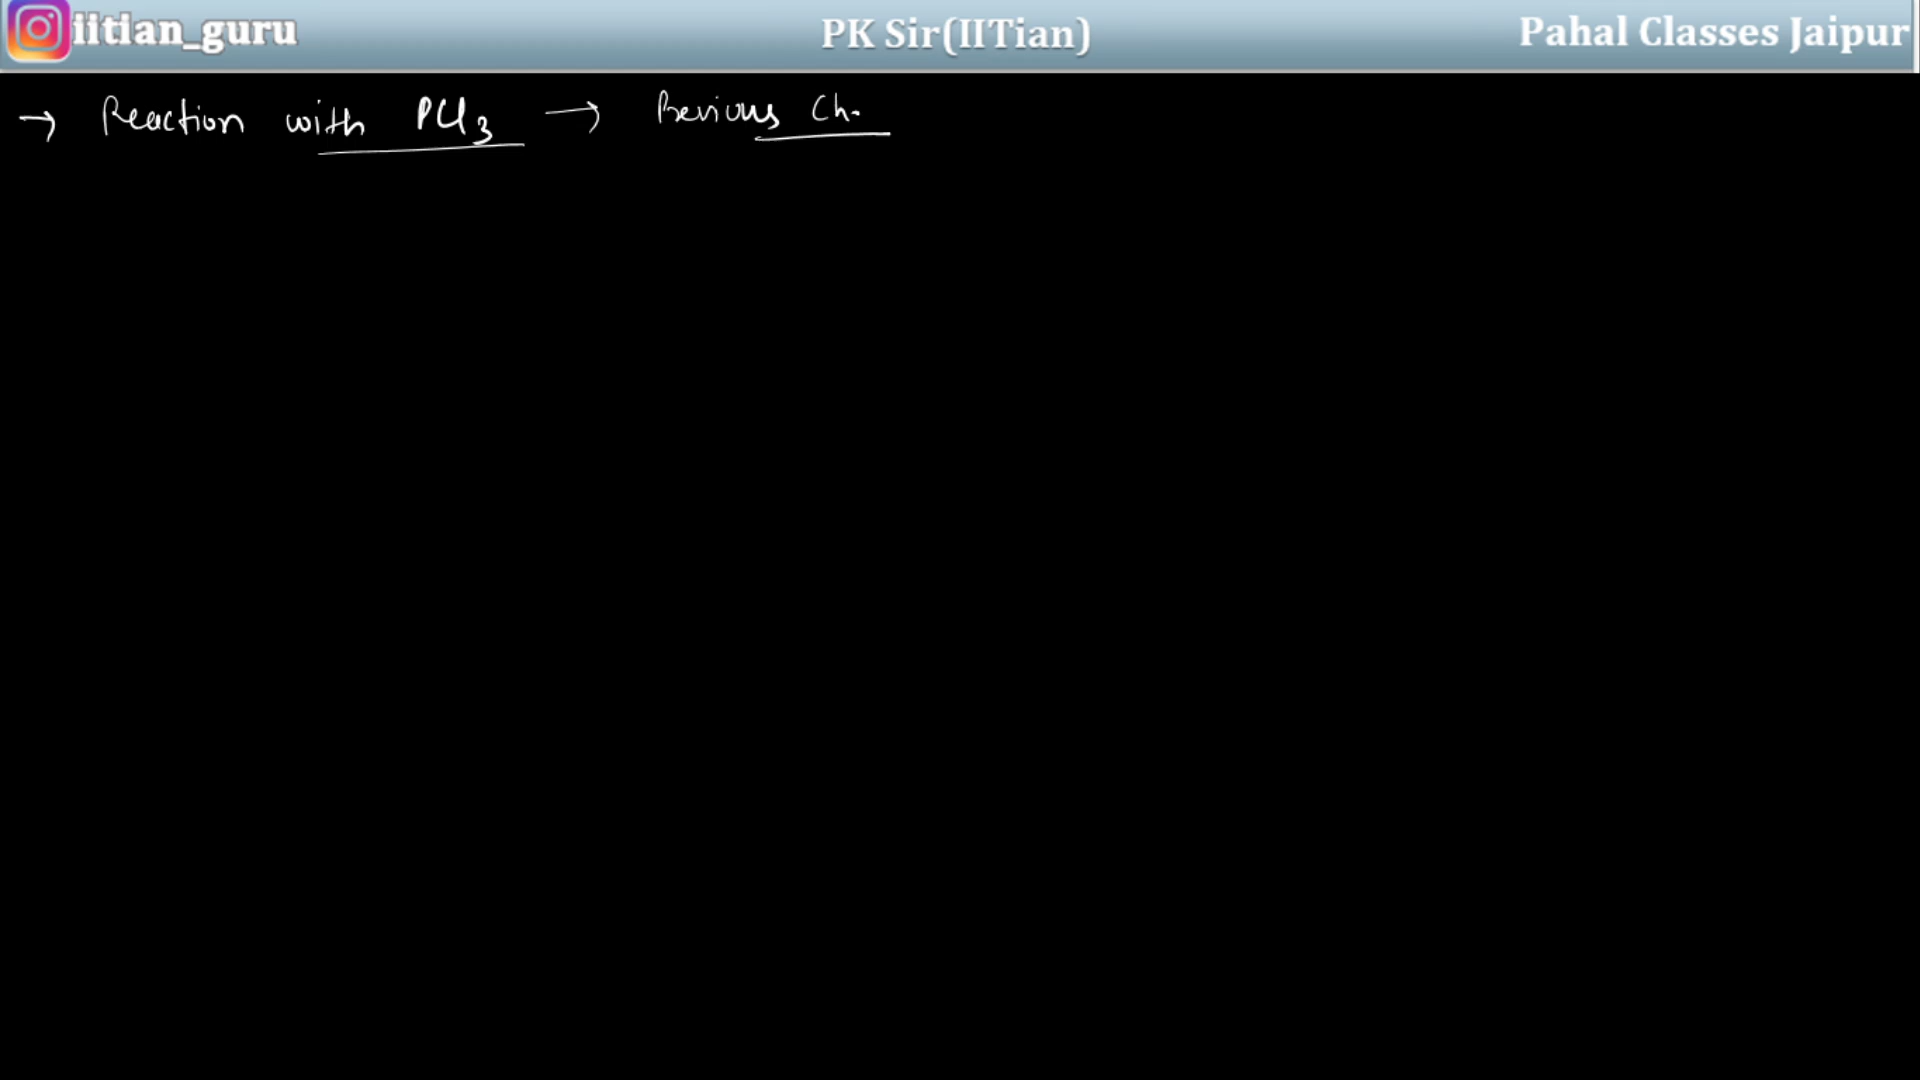 iitian_guru PK Sir(IITian) Pahal Classes Jaipur
→ Reaction with PCl3 → Previous Ch.